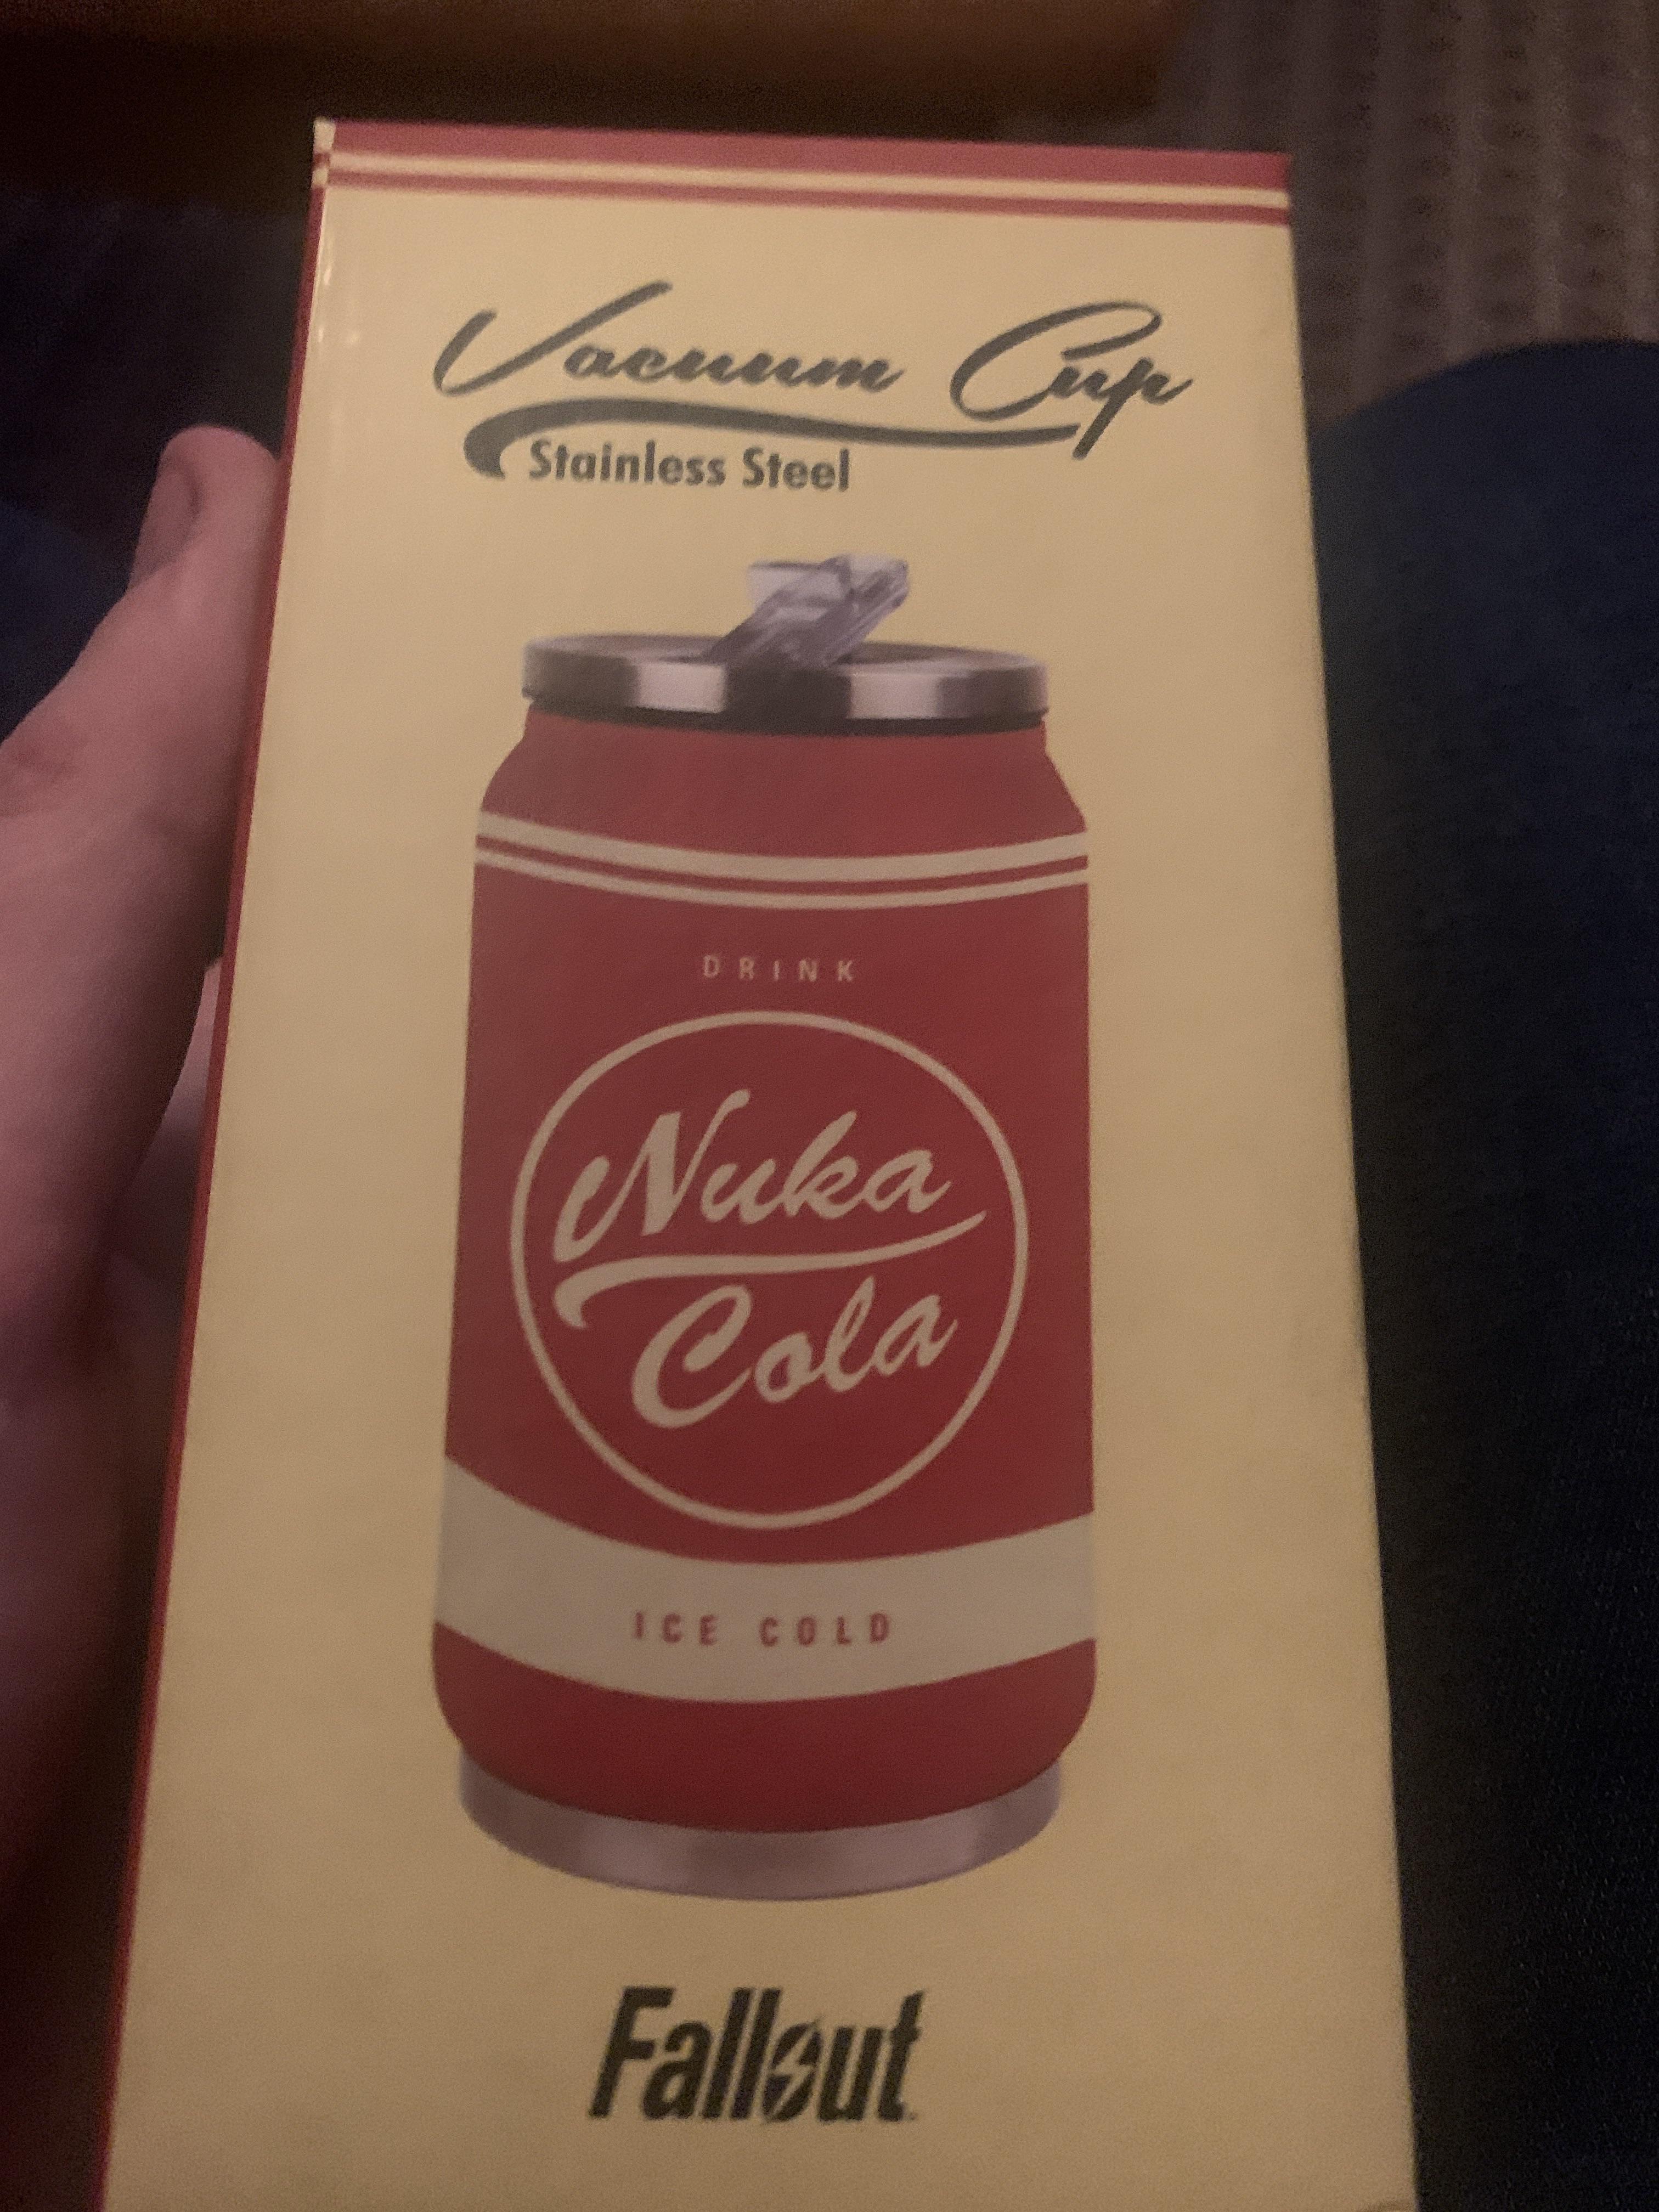 Vacuum Cup
Stainless Steel
DRINK
Nuka
Cola
ICE COLD
Fallout